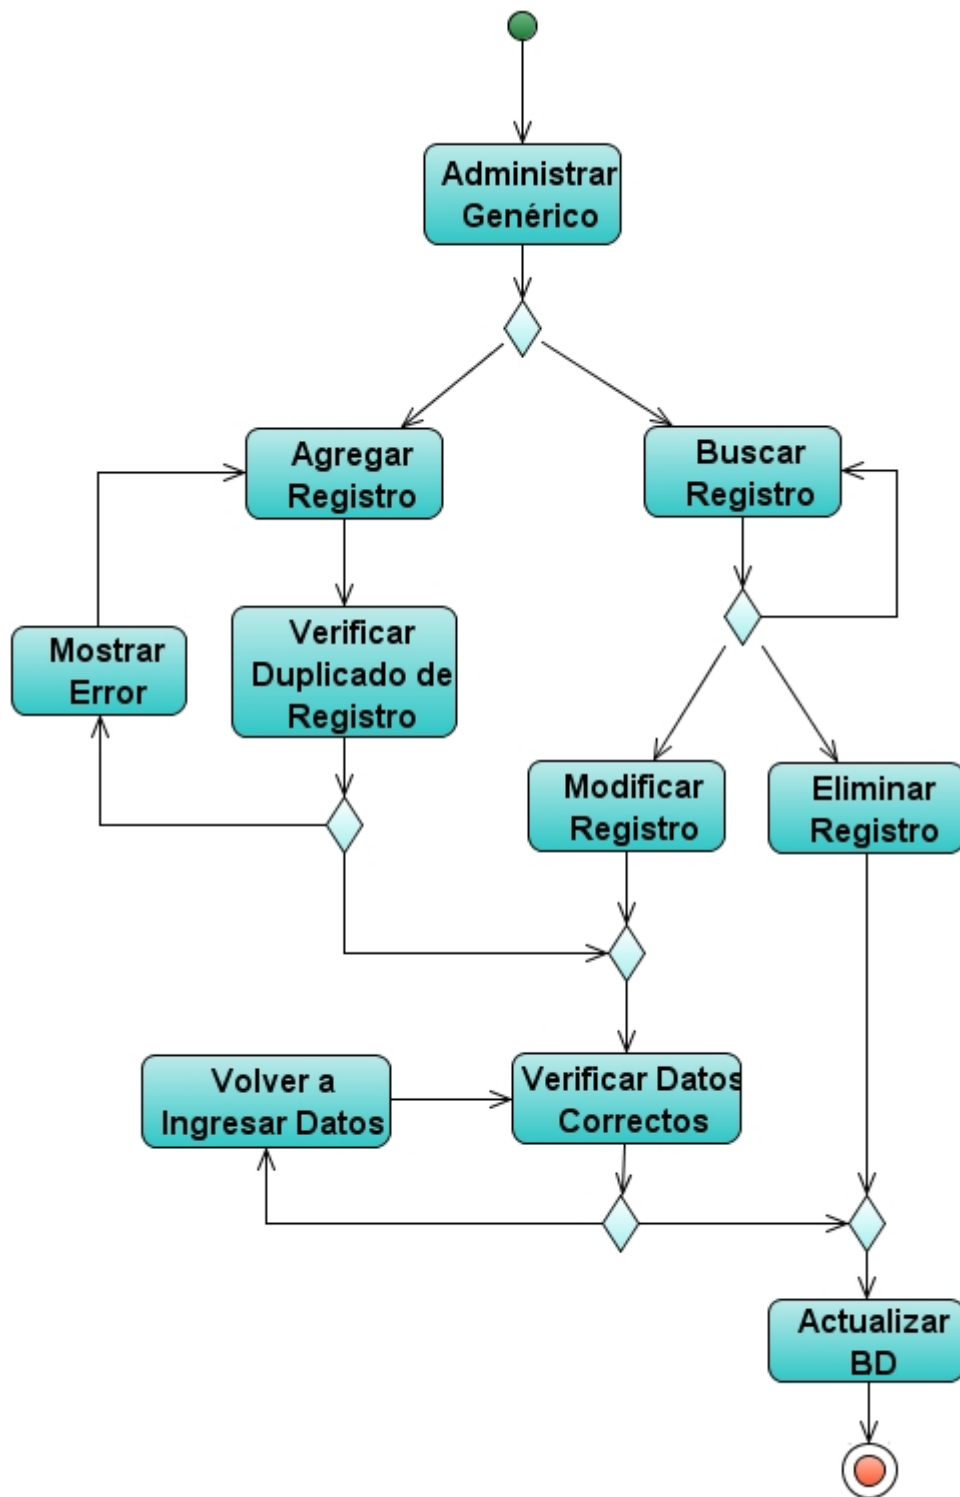 Administrar
Genérico
Agregar
Registro
Buscar
Registro
Mostrar
Error
Verificar
Duplicado de
Registro
Modificar
Registro
Eliminar
Registro
Volver a
Ingresar Datos
Verificar Datos
Correctos
Actualizar
BD